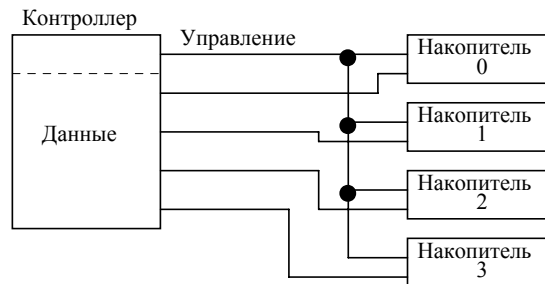 Контроллер
Управление
Данные
Накопитель
0
Накопитель
1
Накопитель
2
Накопитель
3